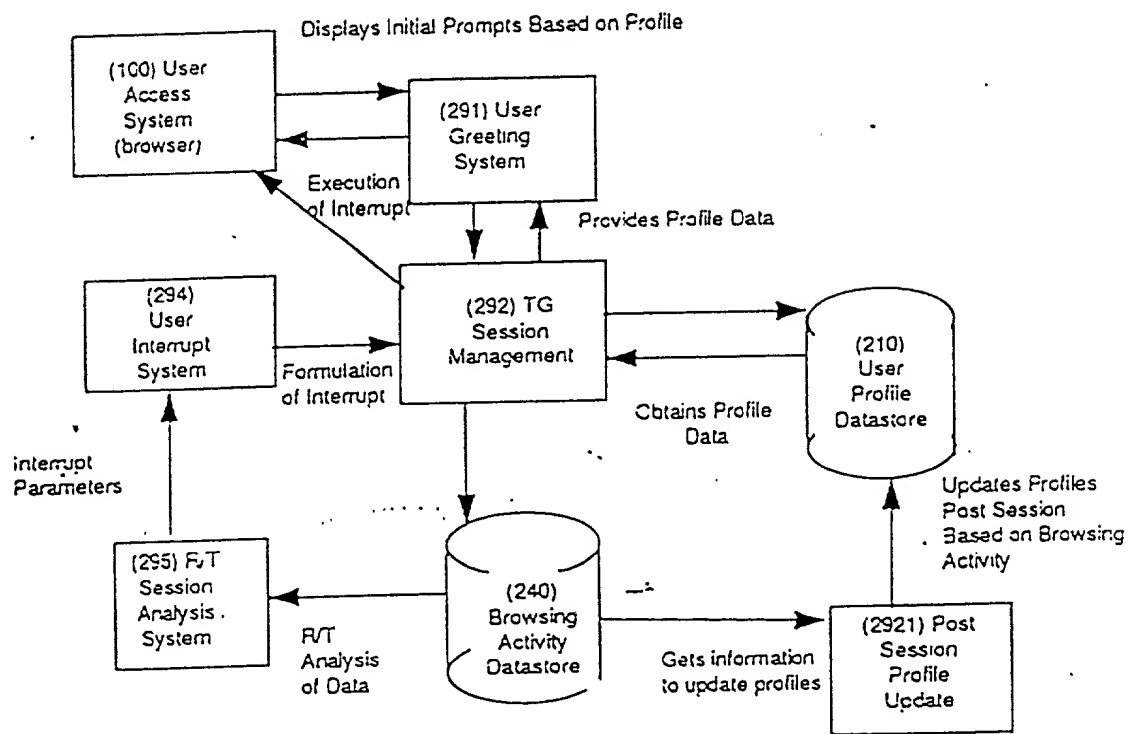 Displays Initial Prompts Based on Profile
(100) User
Access
System
(browser)
(291) User
Greeting
System
Execution
of Interrupt
Provides Profile Data
(294)
User
Interrupt
System
Formulation
of Interrupt
(292) TG
Session
Management
(210)
User
Profile
Datastore
Obtains Profile
Data
Interrupt
Parameters
Updates Profiles
Post Session
Based on Browsing
Activity
(295) R/T
Session
Analysis
System
R/T
Analysis
of Data
(240)
Browsing
Activity
Datastore
Gets information
to update profiles
(2921) Post
Session
Profile
Update